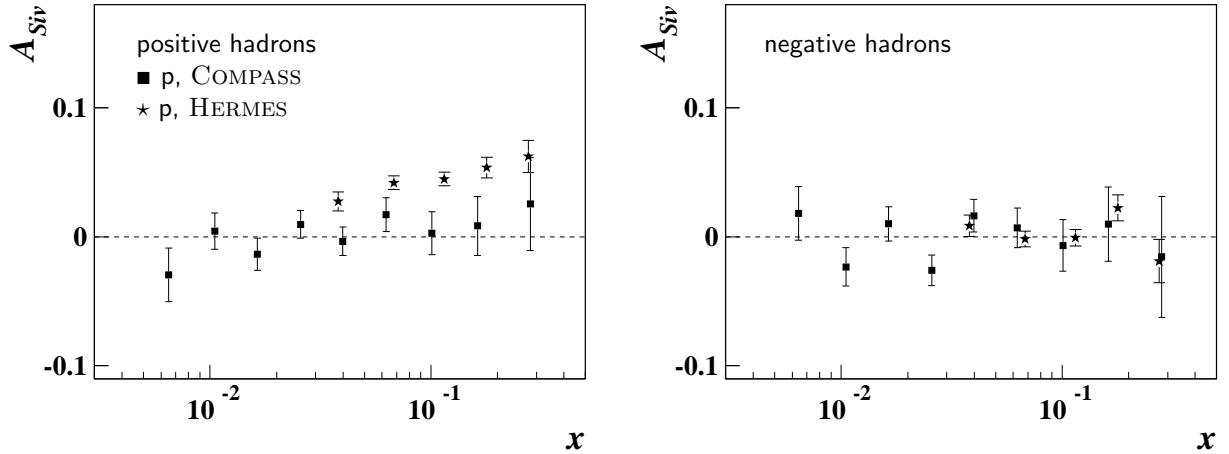 A_Siv
positive hadrons
p, COMPASS
p, HERMES
0.1
0
-0.1
10^-2
10^-1
x
A_Siv
negative hadrons
0.1
0
-0.1
10^-2
10^-1
x